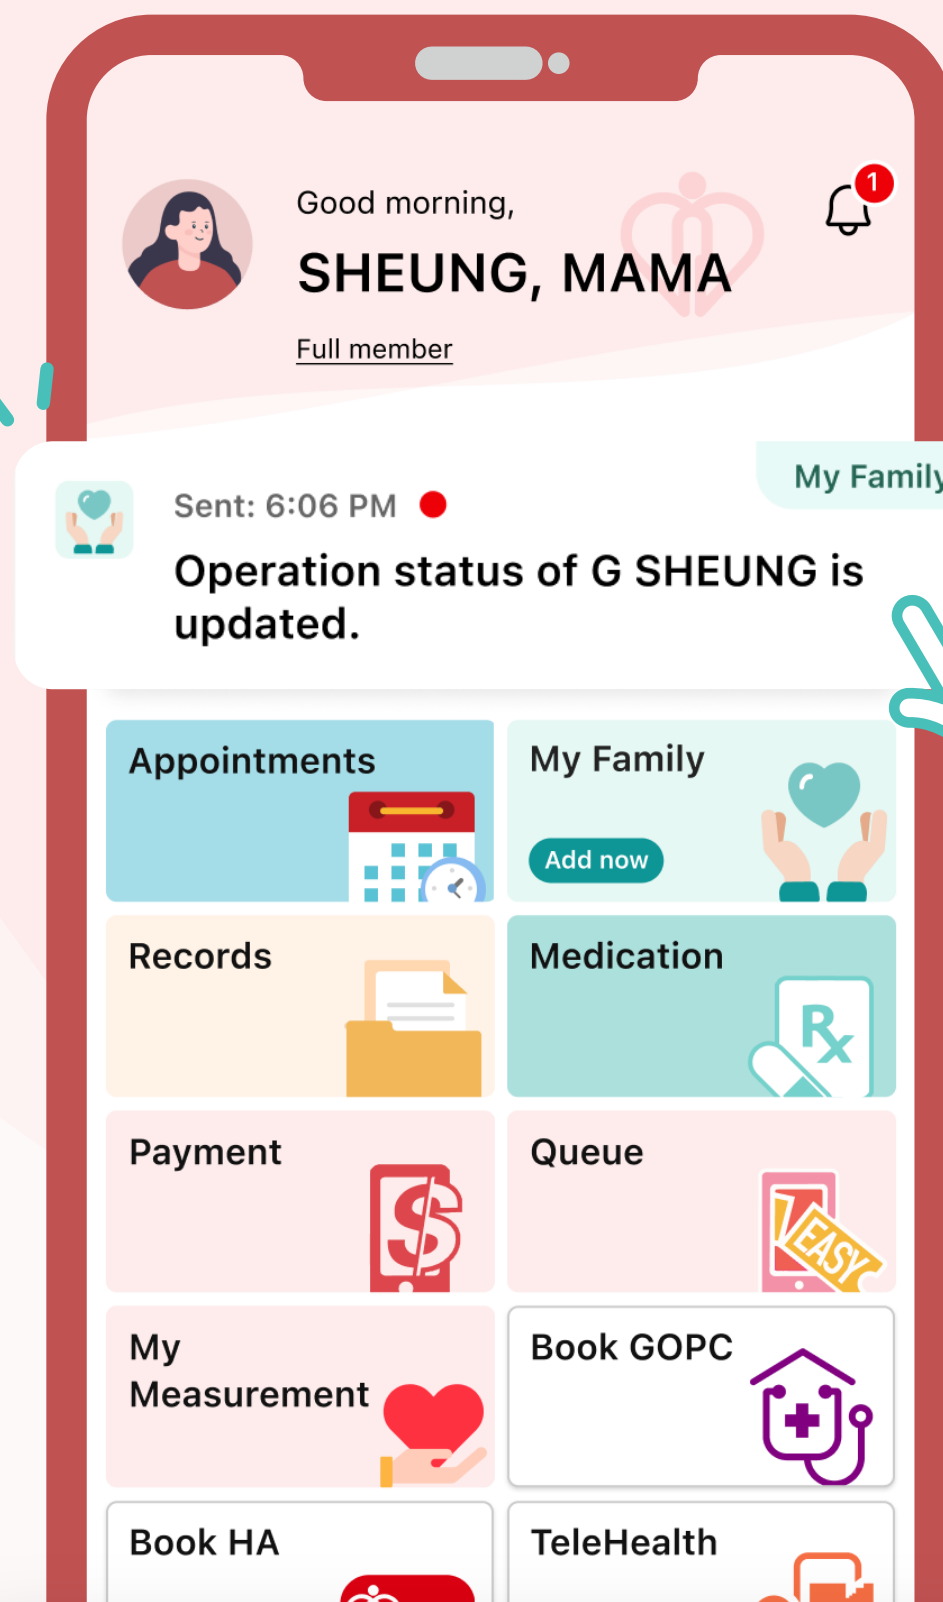 1
Good morning,
SHEUNG, MAMA
Full member
My Family
Sent: 6:06 PM
Operation status of G SHEUNG is
updated.
Appointments
My Family
Add now
Records
Medication
Rx
Payment
$
Queue
EASY
My
Measurement
Book GOPC
Book HA
TeleHealth